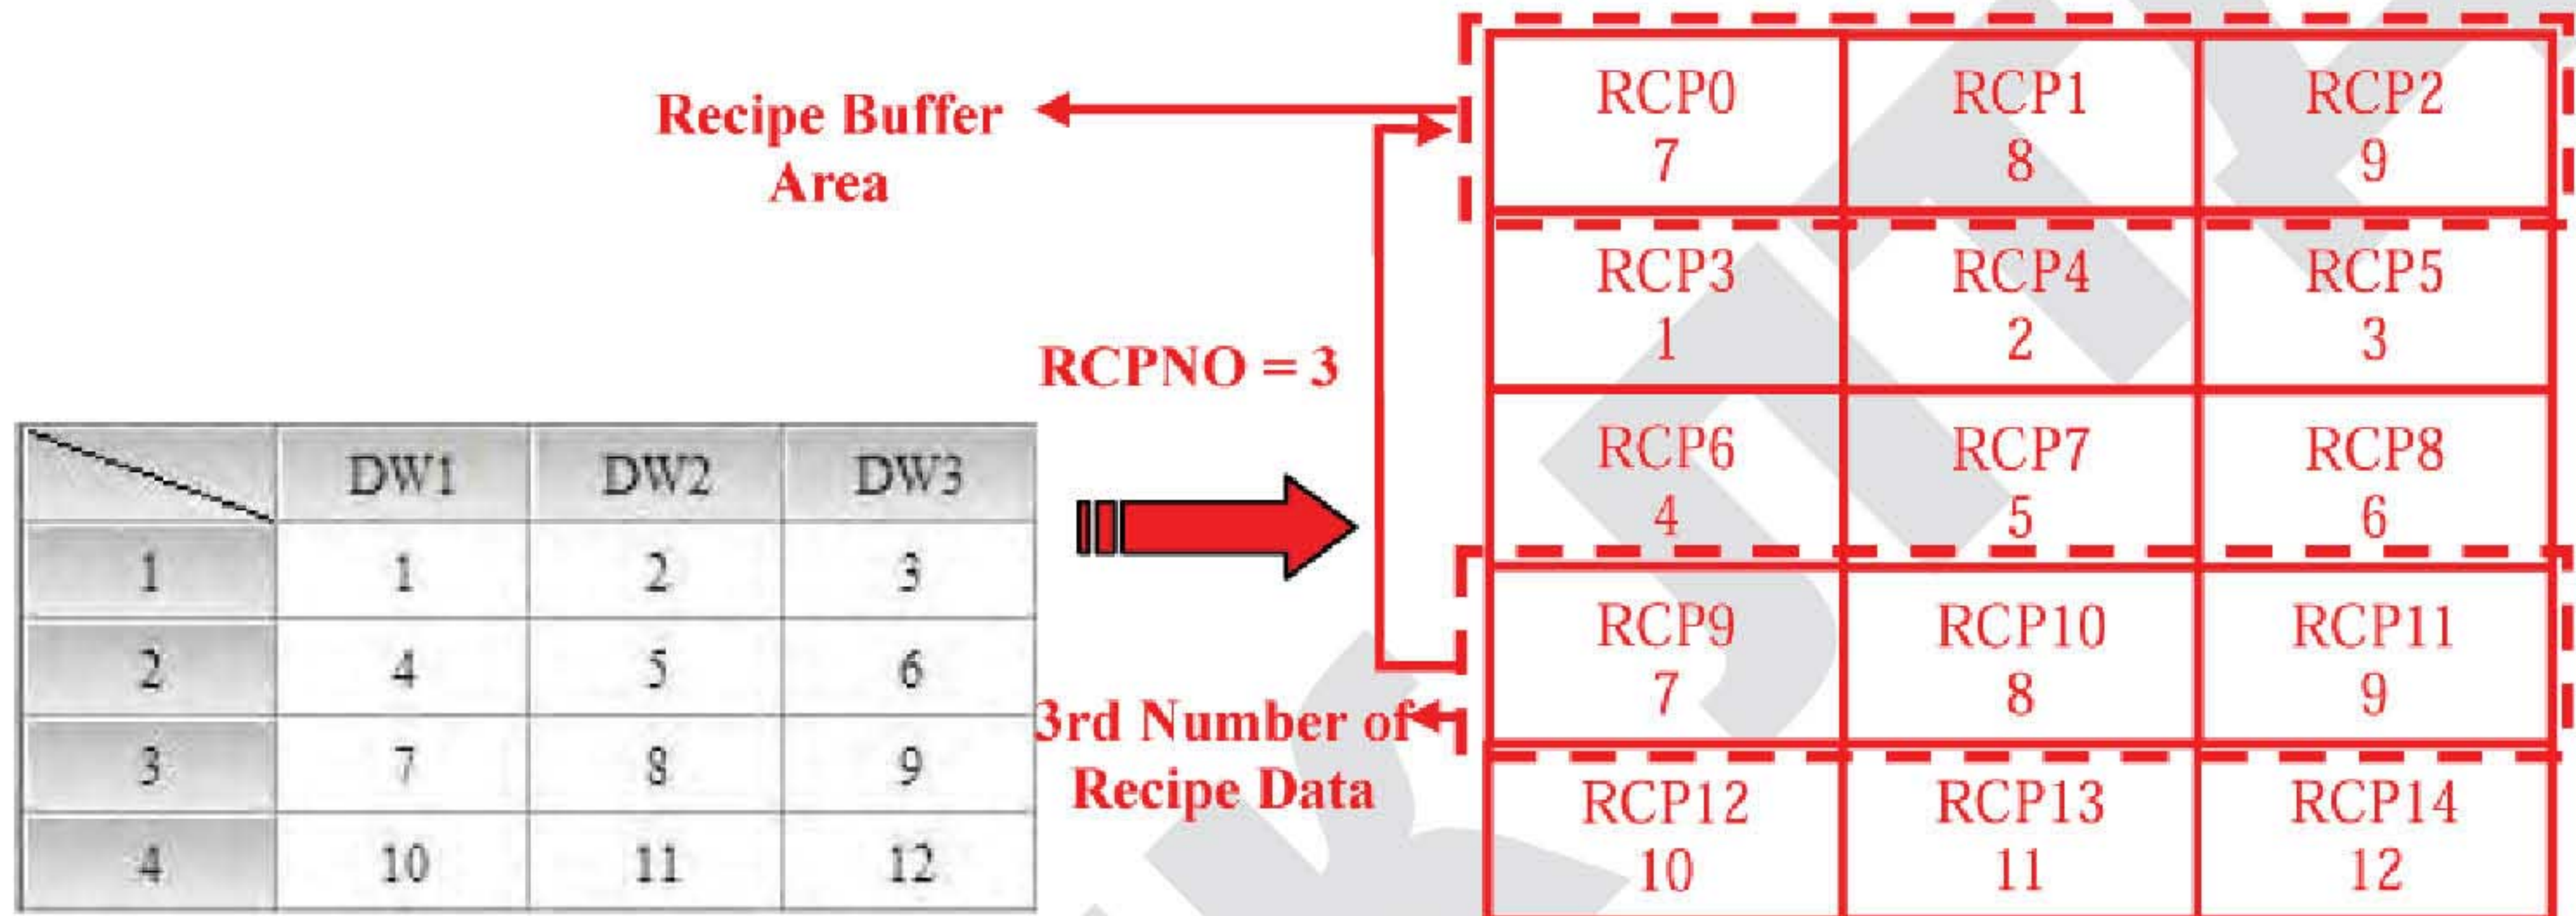 Recipe Buffer
Area
RCPNO = 3
DW1 DW2 DW3
1 1 2 3
2 4 5 6
3 7 8 9
4 10 11 12
3rd Number of
Recipe Data
RCP0 RCP1 RCP2
7 8 9
RCP3 RCP4 RCP5
1 2 3
RCP6 RCP7 RCP8
4 5 6
RCP9 RCP10 RCP11
7 8 9
RCP12 RCP13 RCP14
10 11 12